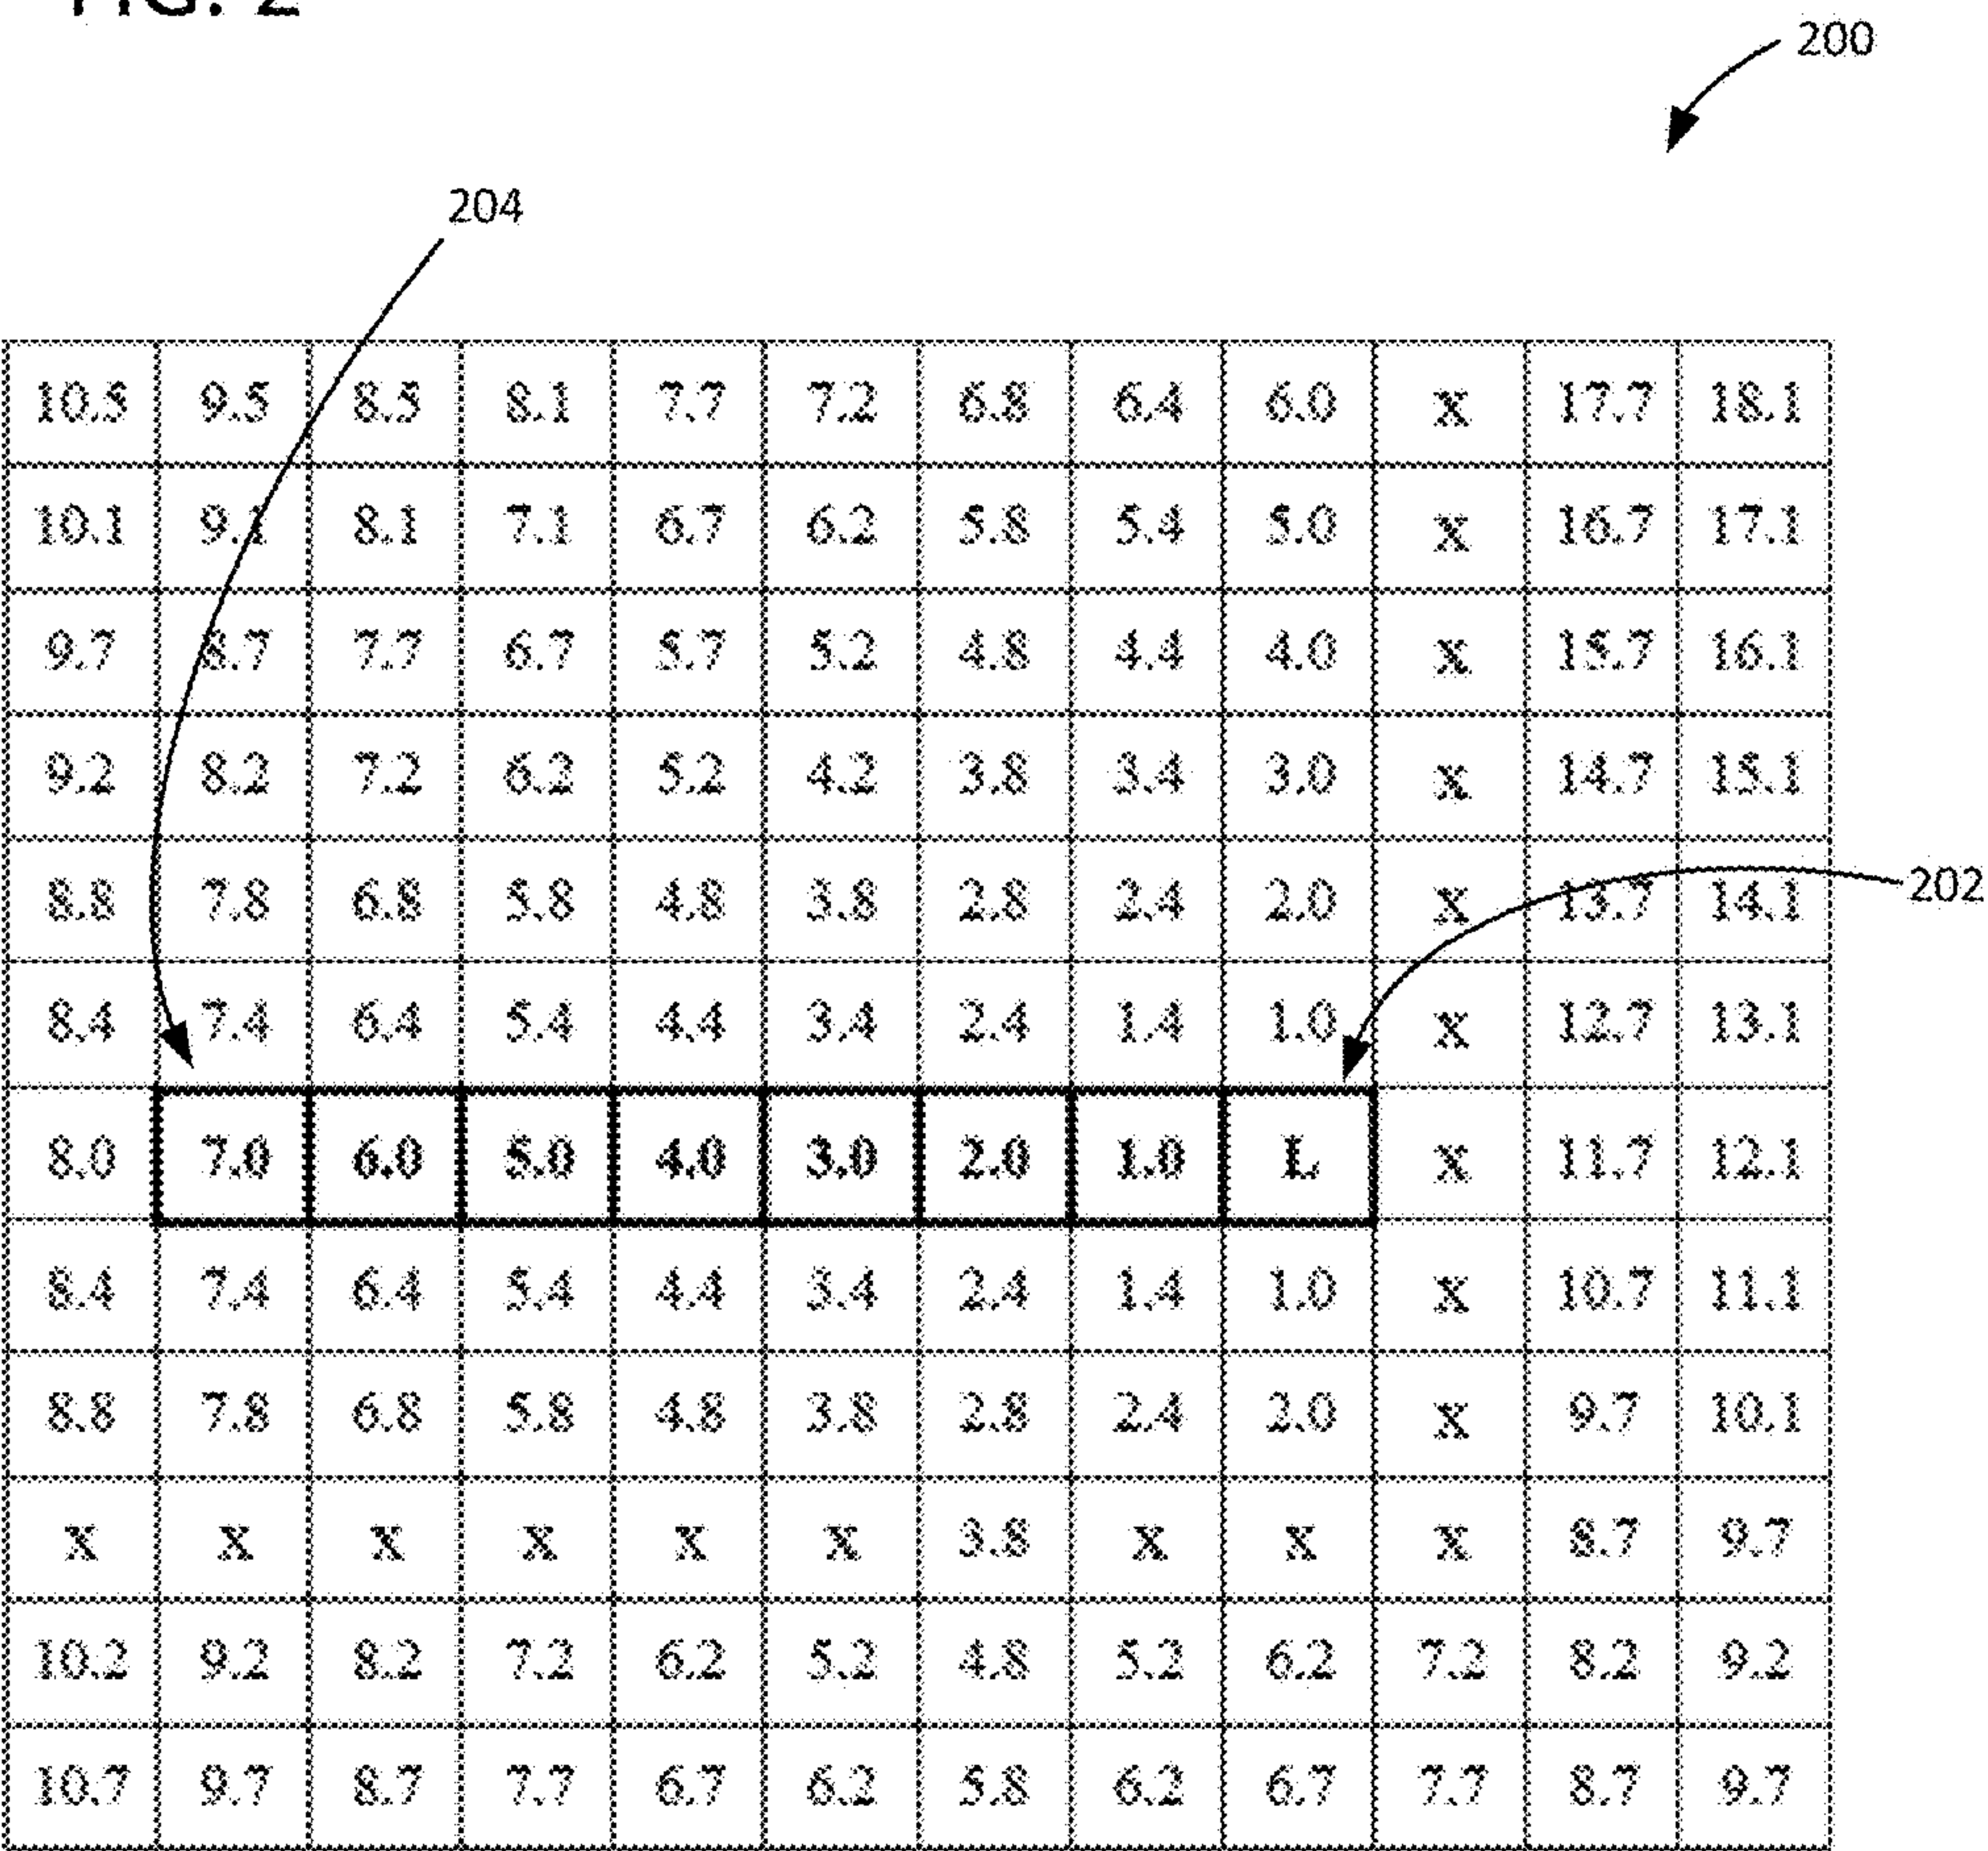 FIG. 2
200
204
10.5 9.5 8.5 8.1 7.7 7.2 6.8 6.4 6.0 x 17.7 18.1
10.1 9.1 8.1 7.1 6.7 6.2 5.8 5.4 5.0 x 16.7 17.1
9.7 8.7 7.7 6.7 5.7 5.2 4.8 4.4 4.0 x 15.7 16.1
9.2 8.2 7.2 6.2 5.2 4.2 3.8 3.4 3.0 x 14.7 15.1
8.8 7.8 6.8 5.8 4.8 3.8 2.8 2.4 2.0 x 13.7 14.1 202
8.4 7.4 6.4 5.4 4.4 3.4 2.4 1.4 1.0 x 12.7 13.1
8.0 7.0 6.0 5.0 4.0 3.0 2.0 1.0 L x 11.7 12.1
8.4 7.4 6.4 5.4 4.4 3.4 2.4 1.4 1.0 x 10.7 11.1
8.8 7.8 6.8 5.8 4.8 3.8 2.8 2.4 2.0 x 9.7 10.1
x x x x x x 3.8 x x x 8.7 9.7
10.2 9.2 8.2 7.2 6.2 5.2 4.8 5.2 6.2 7.2 8.2 9.2
10.7 9.7 8.7 7.7 6.7 6.2 5.8 6.2 6.7 7.7 8.7 9.7